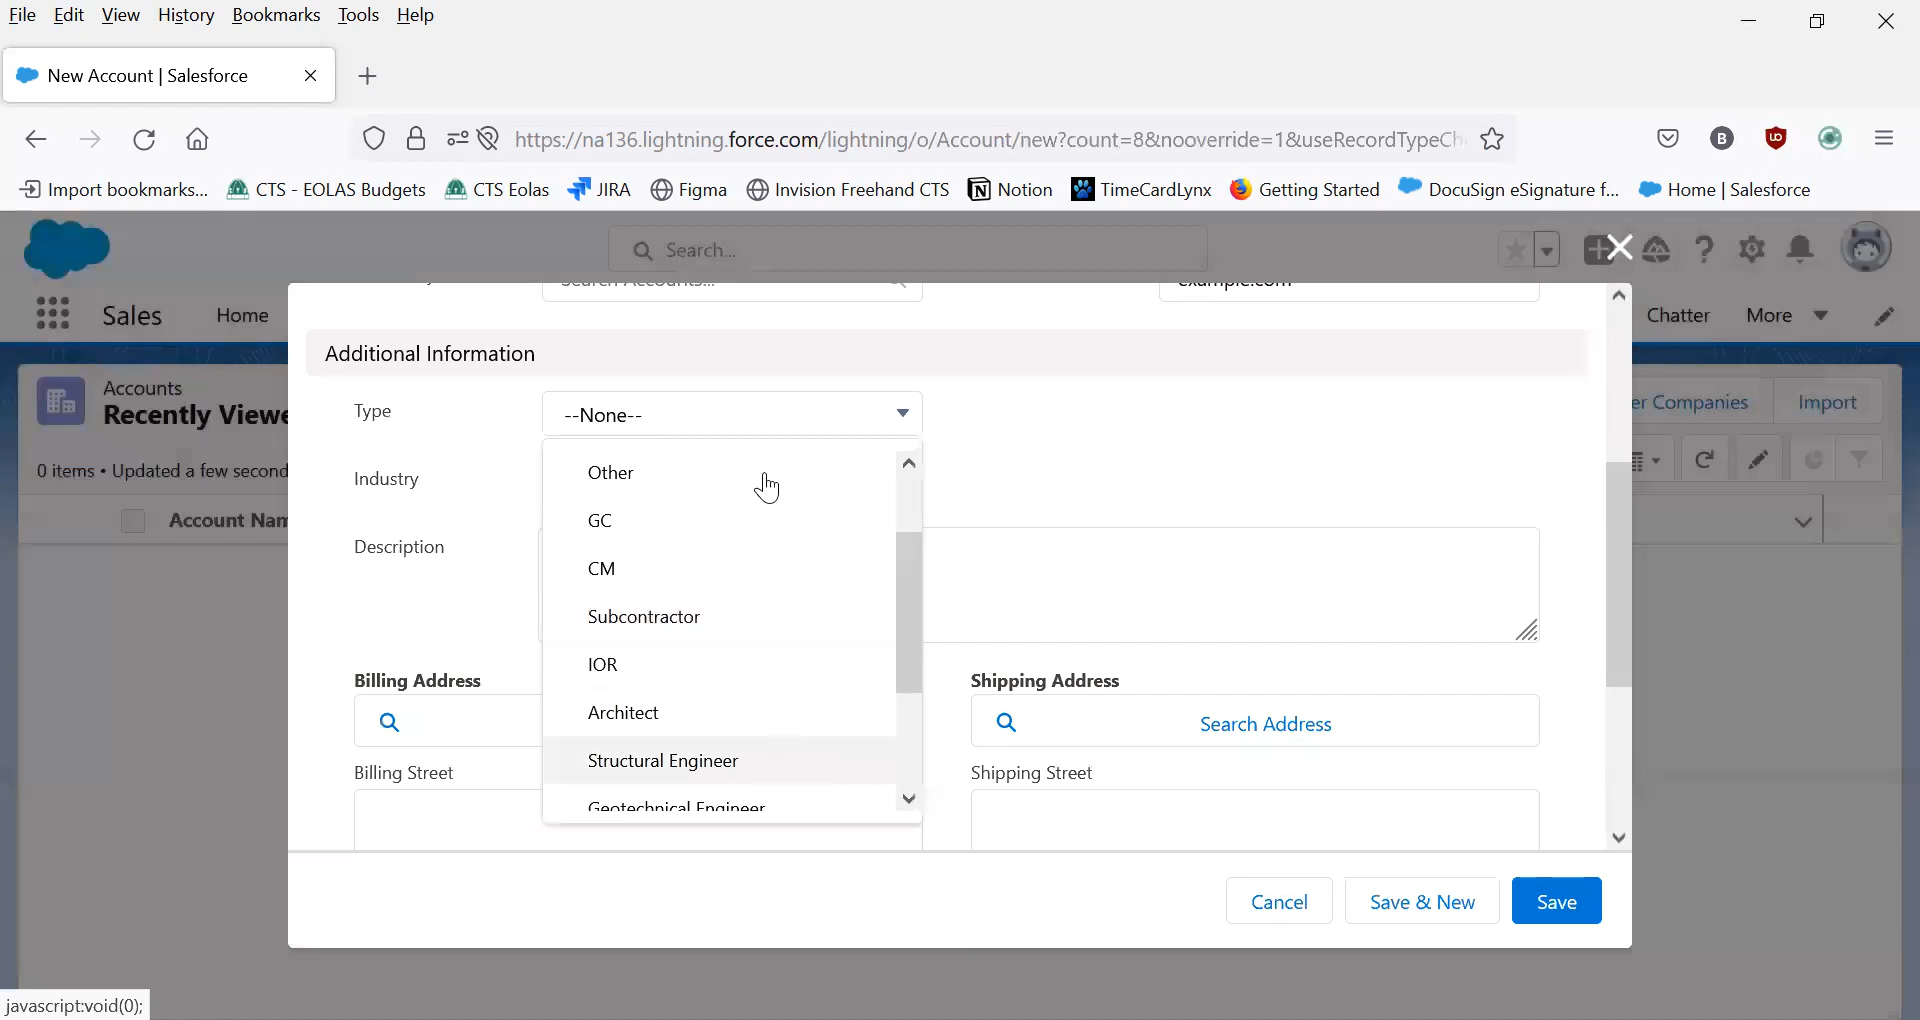 File Edit View History Bookmarks Tools Help
New Account | Salesforce
https://na136.lightning.force.com/lightning/o/Account/new?count=8&nooverride=1&useRecordTypeCh
Import bookmarks... CTS - EOLAS Budgets CTS Eolas JIRA Figma Invision Freehand CTS Notion TimeCardLynx Getting Started DocuSign eSignature f... Home | Salesforce
Search...
Sales Home Chatter More
Search Accounts... example.com
Additional Information
Accounts
Recently Viewe
er Companies Import
Type --None--
0 items • Updated a few second
Industry
Other
Account Nam
GC
Description
CM
Subcontractor
IOR
Billing Address
Shipping Address
Architect
Search Address
Structural Engineer
Billing Street
Shipping Street
Geotechnical Engineer
Cancel Save & New Save
javascript:void(0);